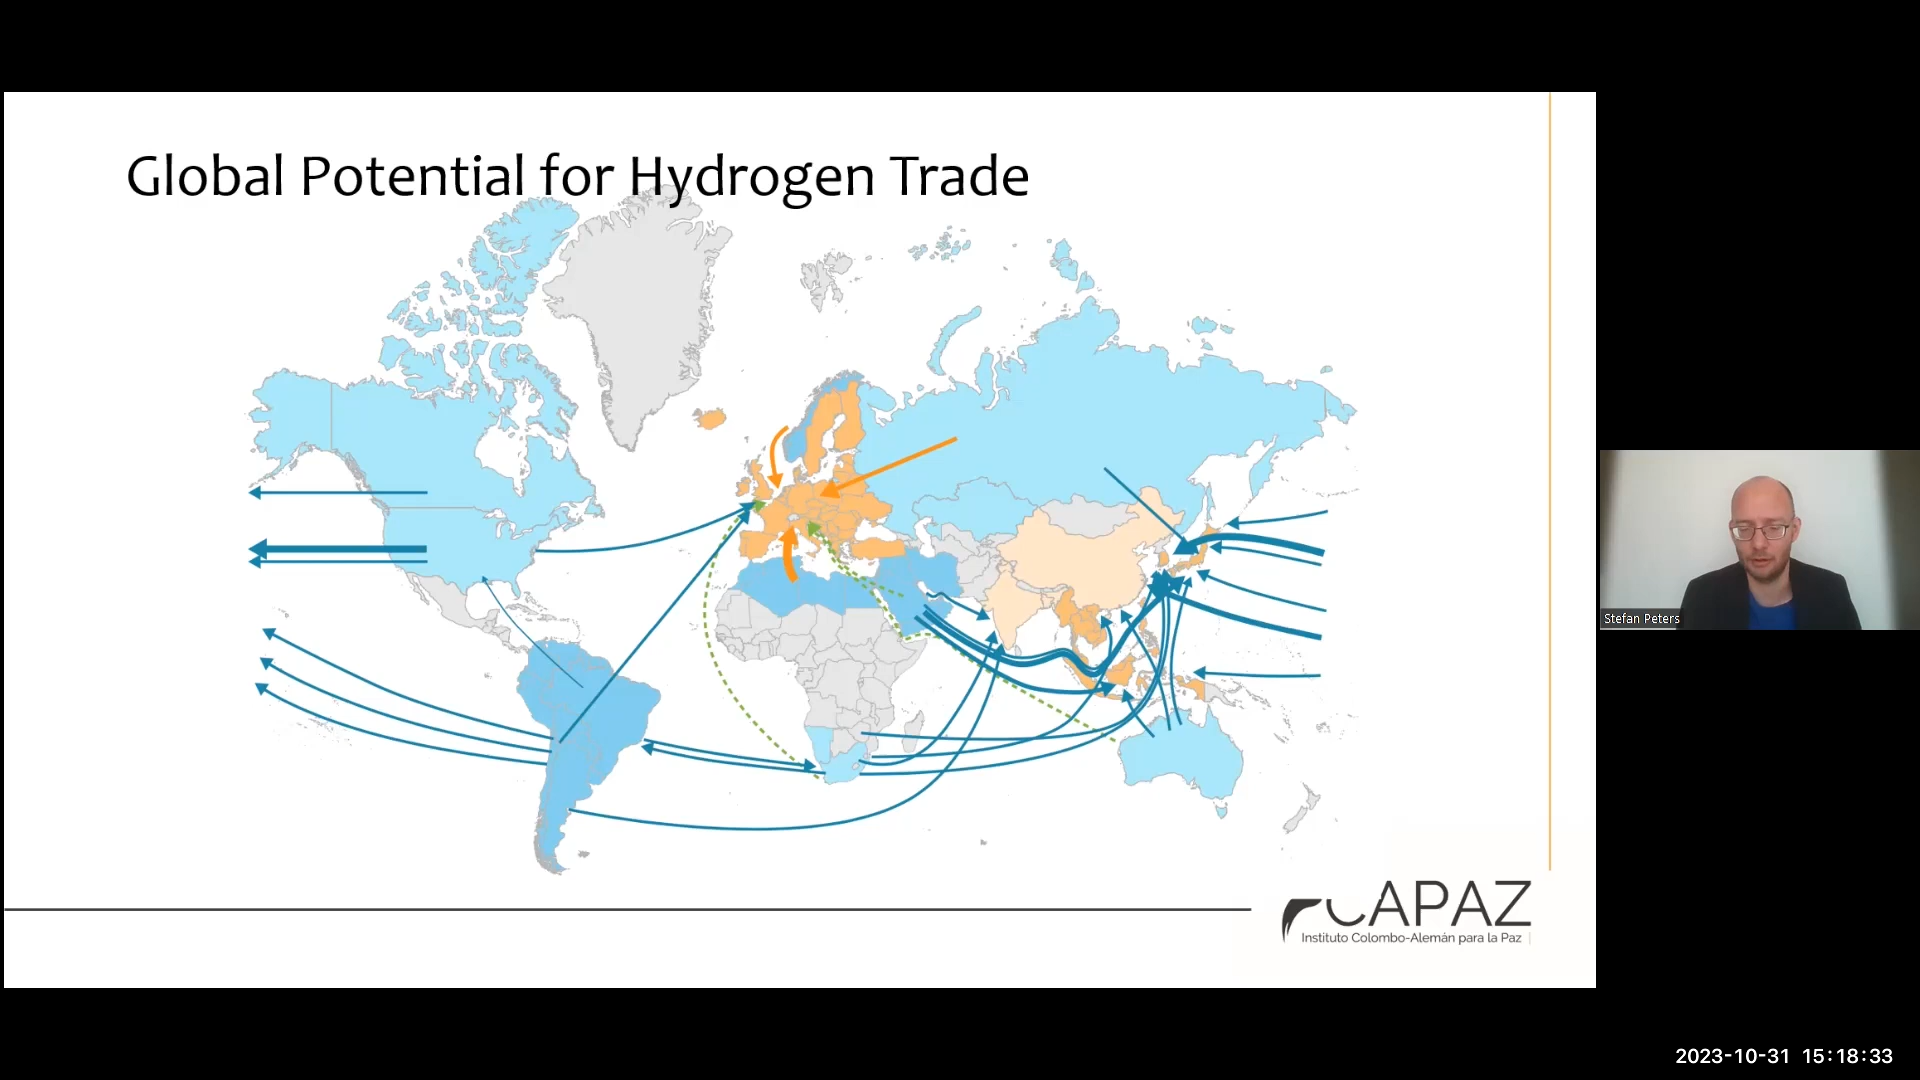 Global Potential for Hydrogen Trade
Stefan Peters
CAPAZ
Instituto Colombo-Alemán para la Paz
2023-10-31 15:18:33